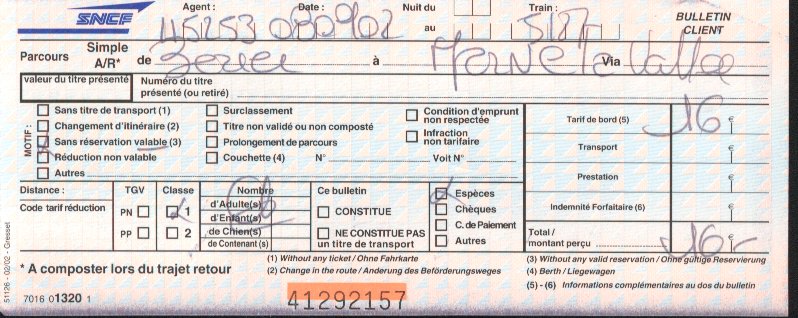 SNCF Agent : 45253 Date : 080902 Nuit du Train : 5127 BULLETIN
au CLIENT
Parcours Simple A/R* de à Marne la Vallée Via
valeur du titre présenté Numéro du titre présenté (ou retiré)
MOTIF :
Sans titre de transport (1) Surclassement Condition d'emprunt non respectée Tarif de bord (5) 16 €
Changement d'itinéraire (2) Titre non validé ou non composté Infraction non tarifaire
Sans réservation valable (3) Prolongement de parcours Transport €
Réduction non valable Couchette (4) N° Voit N°
Autres Prestation €
Distance : TGV Classe Nombre Ce bulletin Espèces
Code tarif réduction PN 1 d'Adulte(s) CONSTITUE Chèques Indemnité Forfaitaire (6) €
d'Enfant(s) C. de Paiement
PP 2 de Chien(s) NE CONSTITUE PAS Autres Total / montant perçu 16 - €
de Contenant (s) un titre de transport
(1) Without any ticket / Ohne Fahrkarte (3) Without any valid reservation / Ohne gültige Reservierung
* A composter lors du trajet retour (2) Change in the route / Anderung des Beförderungsweges (4) Berth / Liegewagen
(5) - (6) Informations complémentaires au dos du bulletin
7016 0 1320 1 41292157
51126 - 02/02 - Gresset